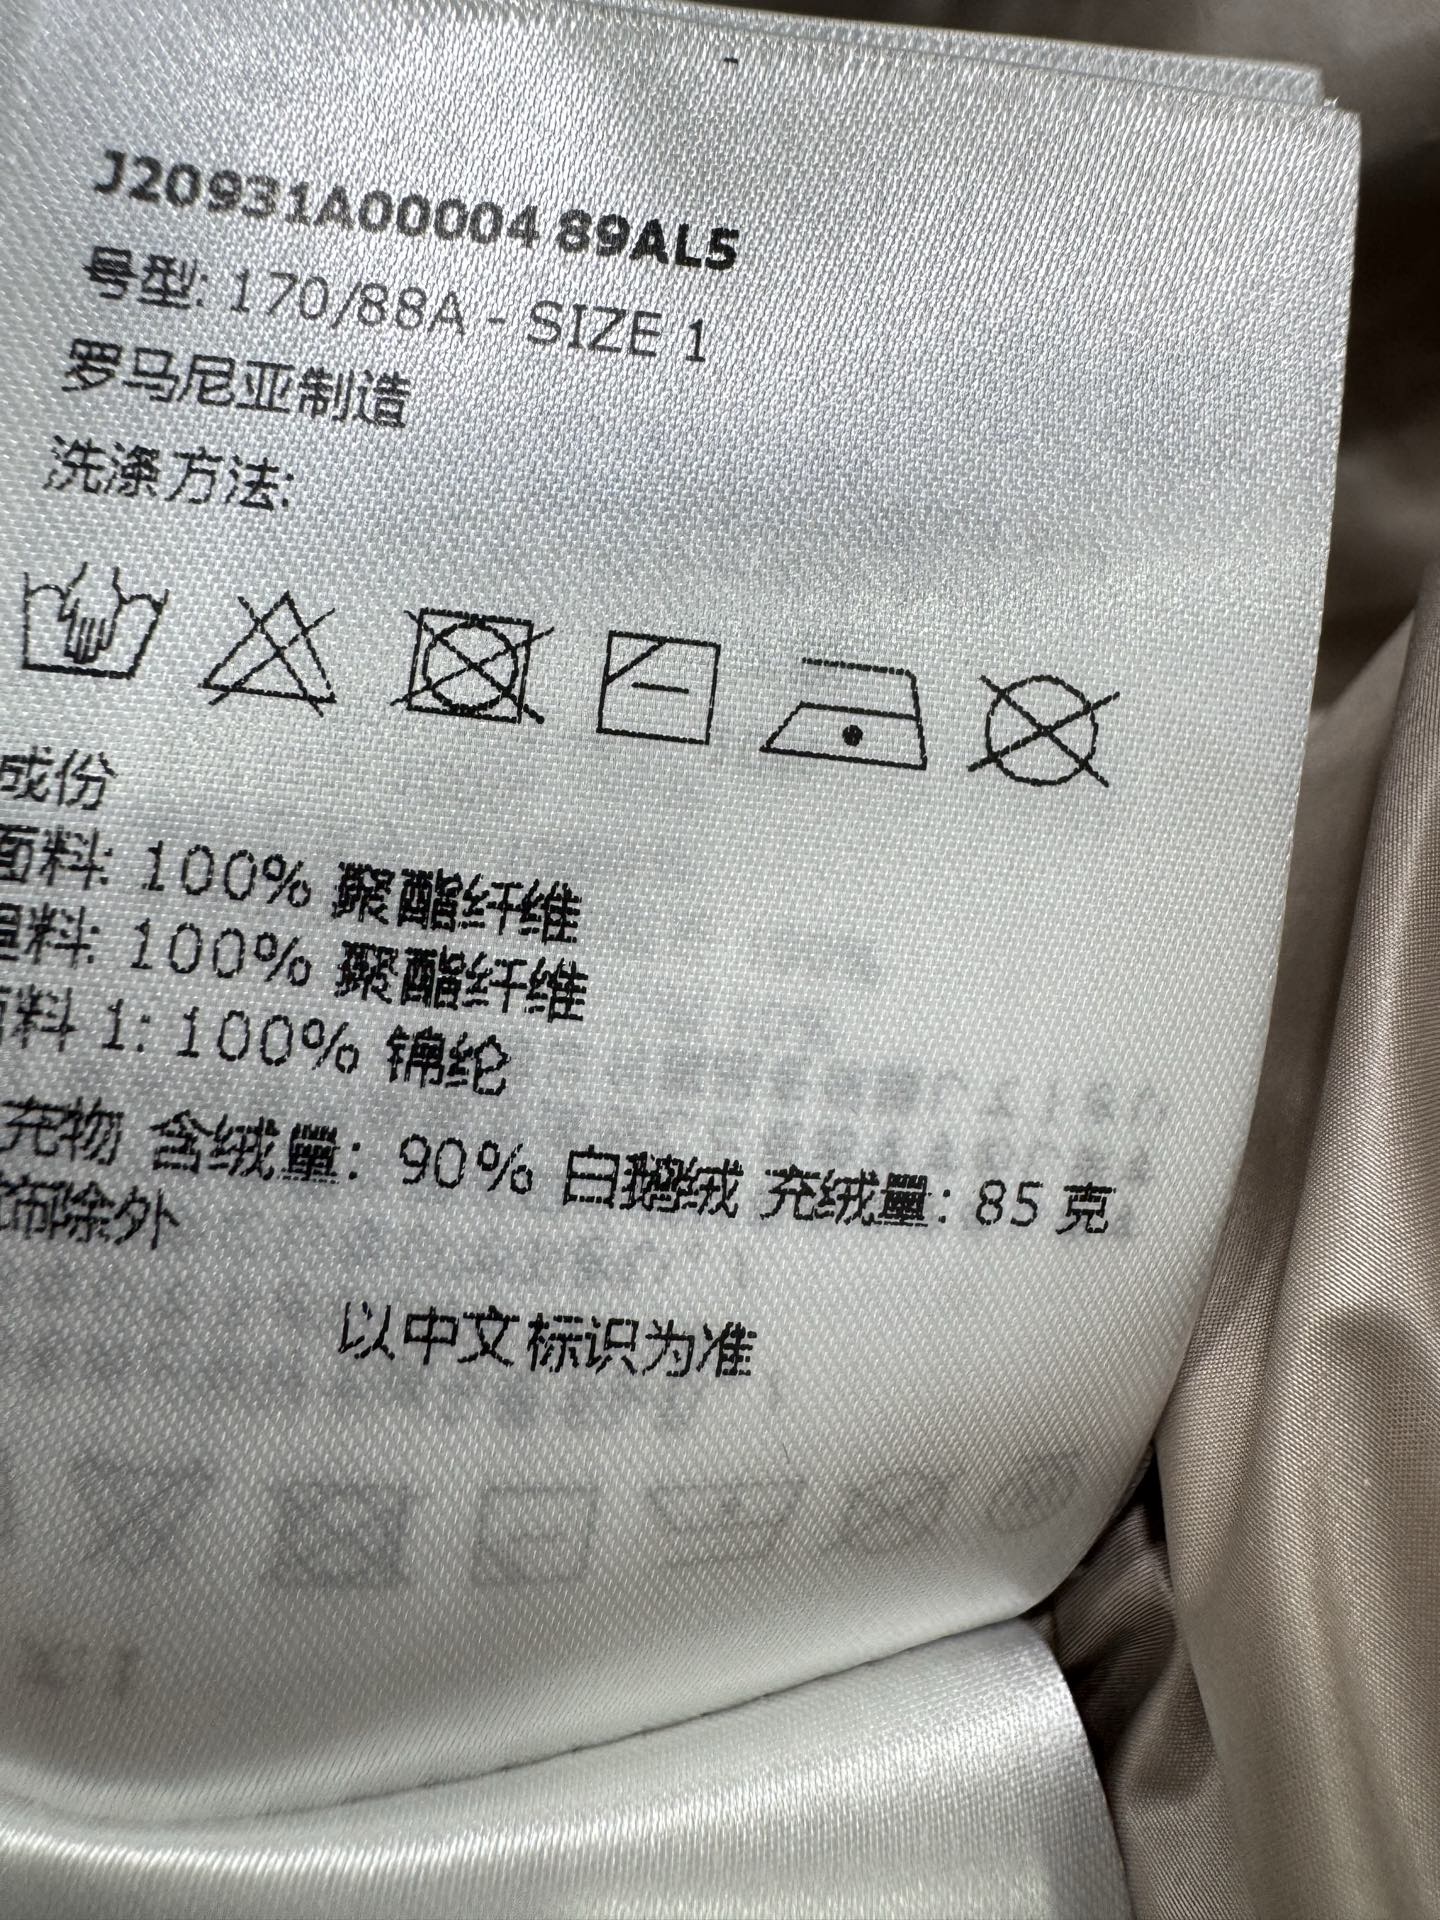 J20931A00004 89AL5
号型: 170/88A - SIZE 1
罗马尼亚制造
洗涤方法:
成份
面料: 100% 聚酯纤维
里料: 100% 聚酯纤维
面料 1: 100% 锦纶
充物 含绒量: 90% 白鹅绒 充绒量: 85 克
饰除外
以中文标识为准